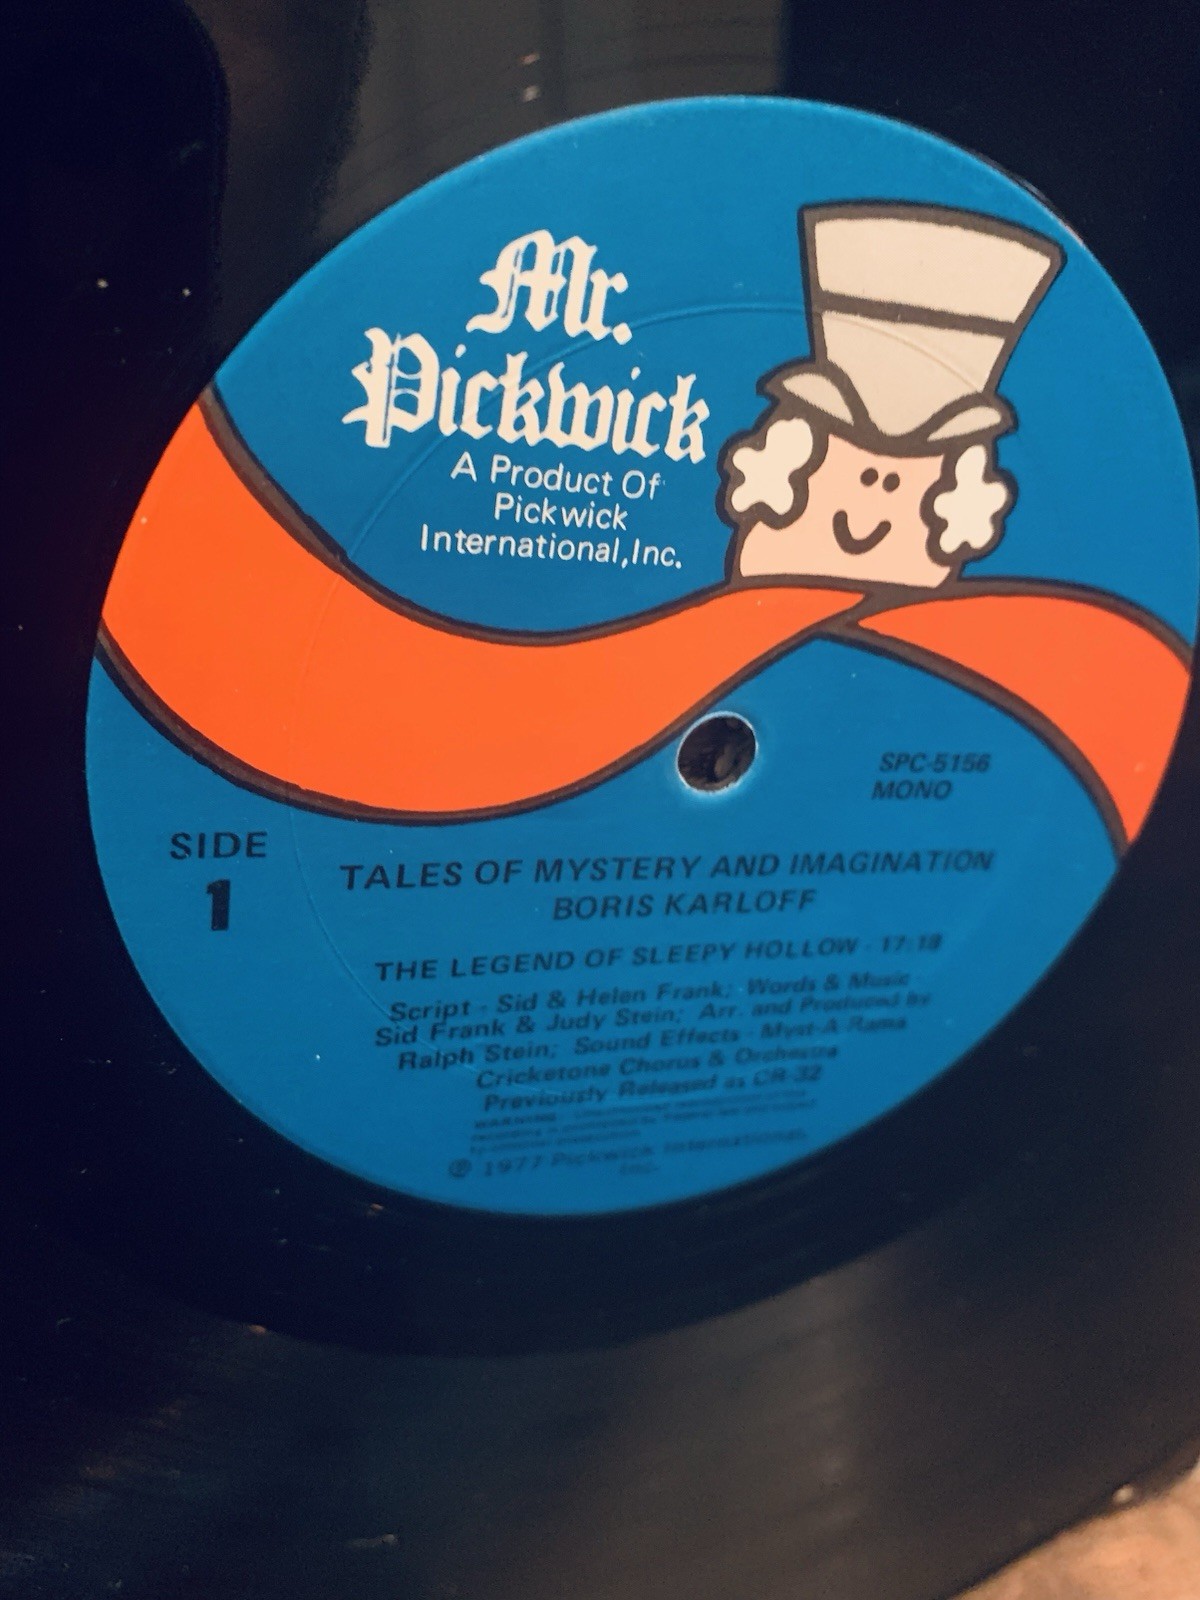 Mr.
Pickwick
A Product Of
Pickwick
International, Inc.
SPC-5156
MONO
SIDE
1
TALES OF MYSTERY AND IMAGINATION
BORIS KARLOFF
THE LEGEND OF SLEEPY HOLLOW - 17:18
Script - Sid & Helen Frank; Words & Music -
Sid Frank & Judy Stein; Arr. and Produced by
Ralph Stein; Sound Effects - Myst-A Rama
Cricketone Chorus & Orchestra
Previously Released as CR-32
WARNING:
℗ 1977 Pickwick International,
Inc.